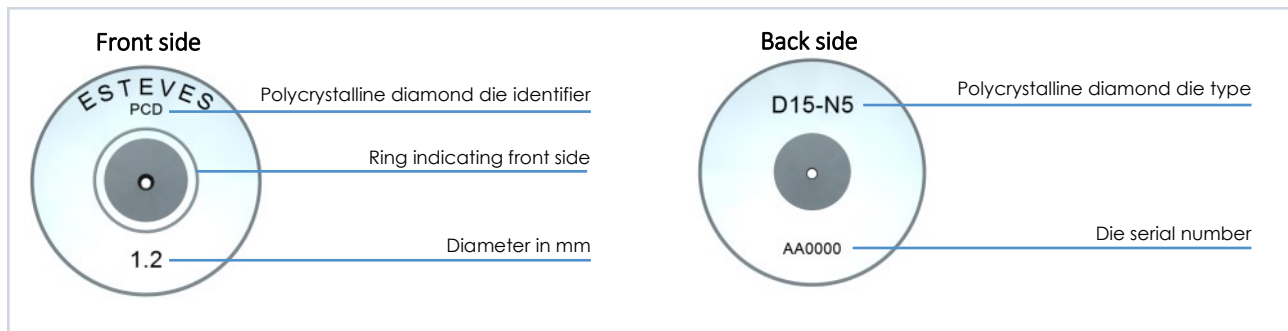 Front side
ESTEVES
PCD
Polycrystalline diamond die identifier
Ring indicating front side
1.2
Diameter in mm
Back side
D15-N5
Polycrystalline diamond die type
AA0000
Die serial number